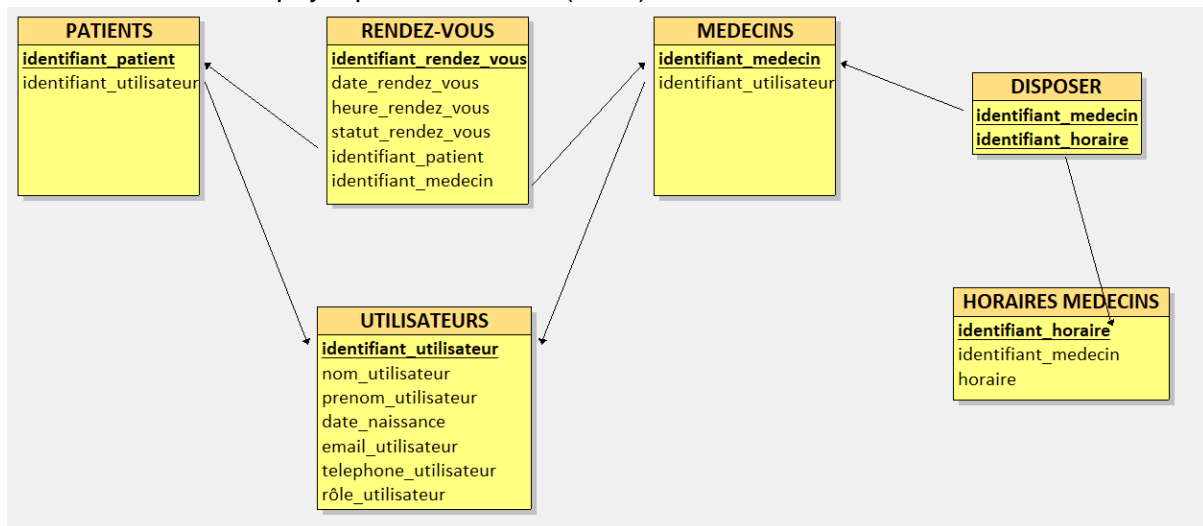 PATIENTS
identifiant_patient
identifiant_utilisateur
RENDEZ-VOUS
identifiant_rendez_vous
date_rendez_vous
heure_rendez_vous
statut_rendez_vous
identifiant_patient
identifiant_medecin
MEDECINS
identifiant_medecin
identifiant_utilisateur
DISPOSER
identifiant_medecin
identifiant_horaire
UTILISATEURS
identifiant_utilisateur
nom_utilisateur
prenom_utilisateur
date_naissance
email_utilisateur
telephone_utilisateur
rôle_utilisateur
HORAIRES MEDECINS
identifiant_horaire
identifiant_medecin
horaire